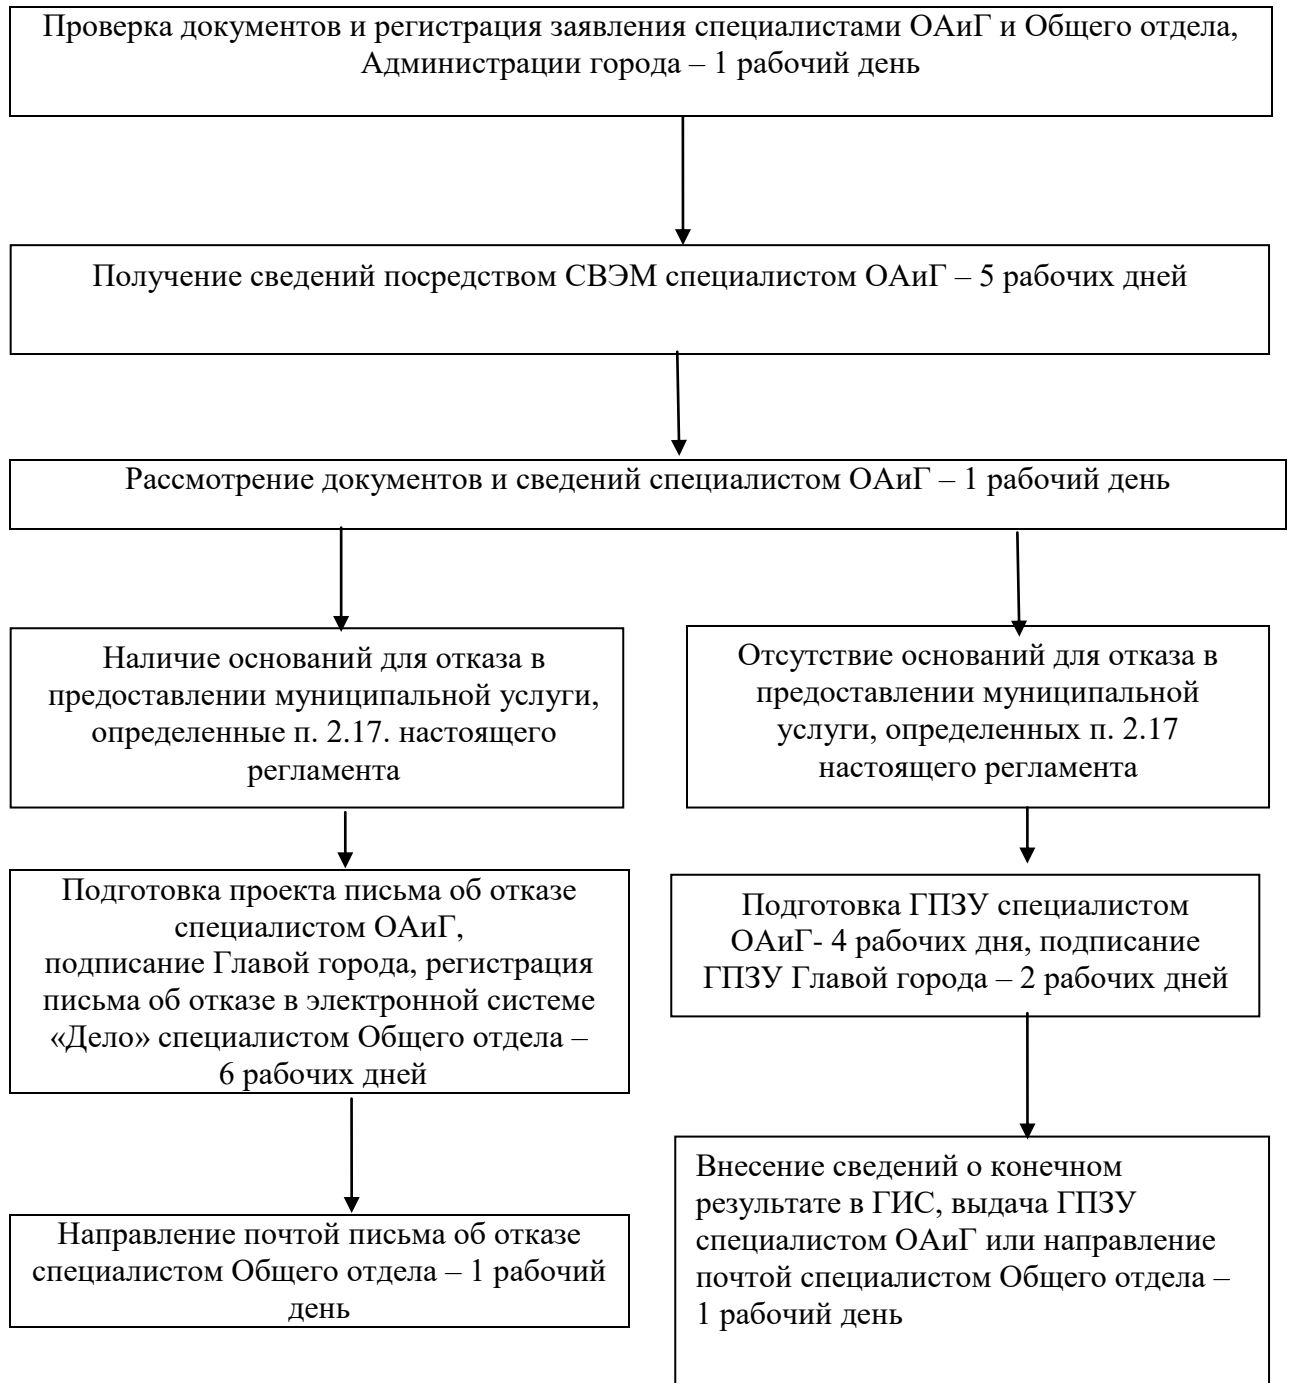 Проверка документов и регистрация заявления специалистами ОАиГ и Общего отдела,
Администрации города – 1 рабочий день
Получение сведений посредством СВЭМ специалистом ОАиГ – 5 рабочих дней
Рассмотрение документов и сведений специалистом ОАиГ – 1 рабочий день
Наличие оснований для отказа в
предоставлении муниципальной услуги,
определенные п. 2.17. настоящего
регламента
Отсутствие оснований для отказа в
предоставлении муниципальной
услуги, определенных п. 2.17
настоящего регламента
Подготовка проекта письма об отказе
специалистом ОАиГ,
подписание Главой города, регистрация
письма об отказе в электронной системе
«Дело» специалистом Общего отдела –
6 рабочих дней
Подготовка ГПЗУ специалистом
ОАиГ- 4 рабочих дня, подписание
ГПЗУ Главой города – 2 рабочих дней
Направление почтой письма об отказе
специалистом Общего отдела – 1 рабочий
день
Внесение сведений о конечном
результате в ГИС, выдача ГПЗУ
специалистом ОАиГ или направление
почтой специалистом Общего отдела –
1 рабочий день